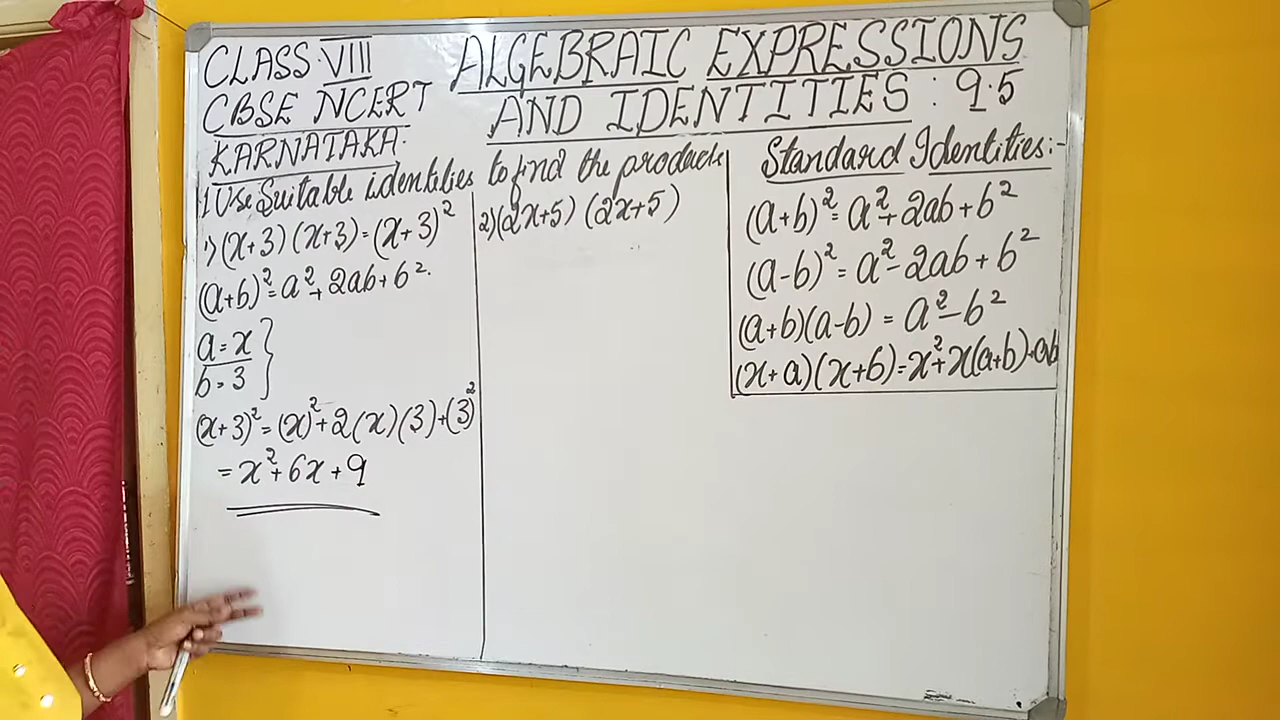 CLASS VIII
CBSE NCERT
KARNATAKA
ALGEBRAIC EXPRESSIONS
AND IDENTITIES : 9.5
1 Use Suitable identities to find the products
1) (x+3) (x+3) = (x+3)²
(a+b)² = a² + 2ab + b².
a = x
b = 3
(x+3)² = (x)² + 2(x)(3) + (3)²
= x² + 6x + 9
2) (2x+5) (2x+5)
Standard Identities:-
(a+b)² = a² + 2ab + b²
(a-b)² = a² - 2ab + b²
(a+b)(a-b) = a² - b²
(x+a)(x+b) = x² + x(a+b) + ab